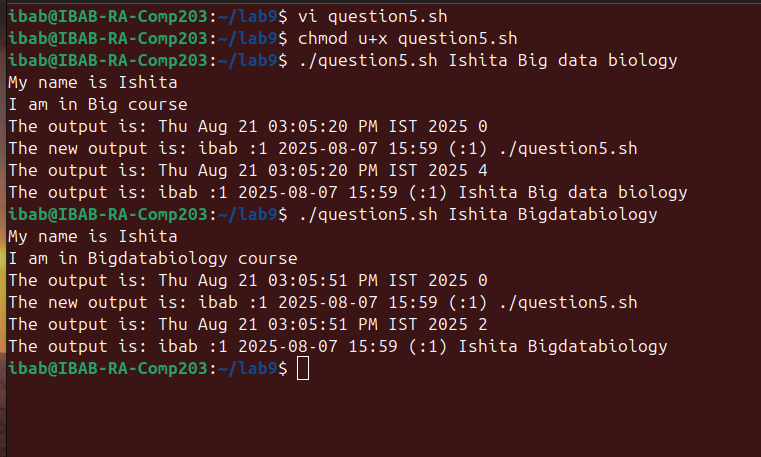 ibab@IBAB-RA-Comp203:~/lab9$ vi question5.sh
ibab@IBAB-RA-Comp203:~/lab9$ chmod u+x question5.sh
ibab@IBAB-RA-Comp203:~/lab9$ ./question5.sh Ishita Big data biology
My name is Ishita
I am in Big course
The output is: Thu Aug 21 03:05:20 PM IST 2025 0
The new output is: ibab :1 2025-08-07 15:59 (:1) ./question5.sh
The output is: Thu Aug 21 03:05:20 PM IST 2025 4
The output is: ibab :1 2025-08-07 15:59 (:1) Ishita Big data biology
ibab@IBAB-RA-Comp203:~/lab9$ ./question5.sh Ishita Bigdatabiology
My name is Ishita
I am in Bigdatabiology course
The output is: Thu Aug 21 03:05:51 PM IST 2025 0
The new output is: ibab :1 2025-08-07 15:59 (:1) ./question5.sh
The output is: Thu Aug 21 03:05:51 PM IST 2025 2
The output is: ibab :1 2025-08-07 15:59 (:1) Ishita Bigdatabiology
ibab@IBAB-RA-Comp203:~/lab9$